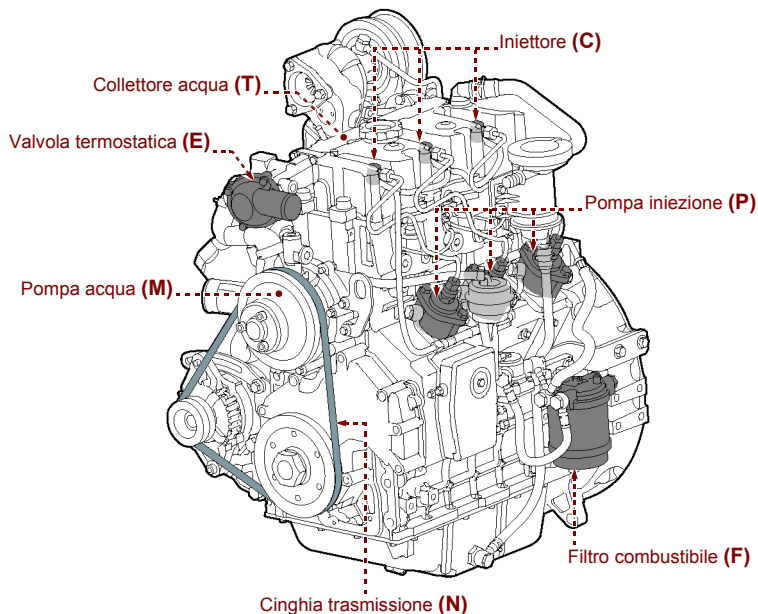 Iniettore (C)
Collettore acqua (T)
Valvola termostatica (E)
Pompa iniezione (P)
Pompa acqua (M)
Filtro combustibile (F)
Cinghia trasmissione (N)